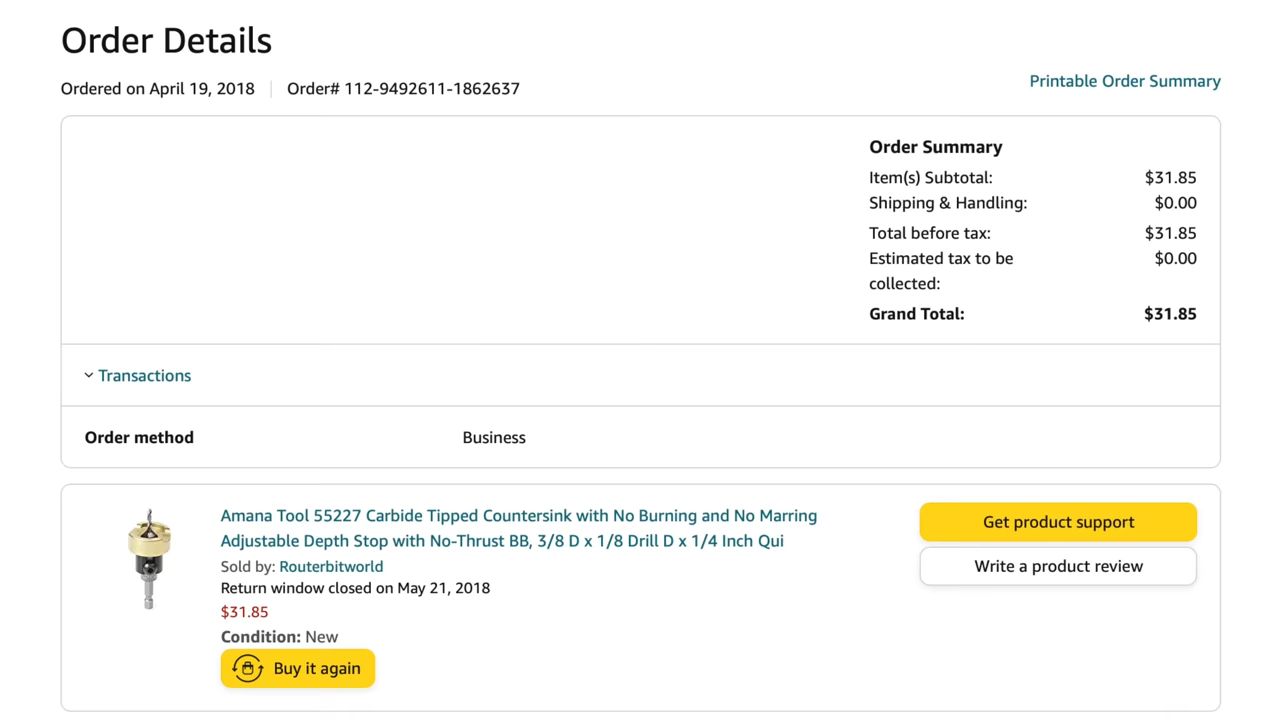 Order Details
Ordered on April 19, 2018
Order# 112-9492611-1862637
Printable Order Summary
Order Summary
Item(s) Subtotal: $31.85
Shipping & Handling: $0.00
Total before tax: $31.85
Estimated tax to be $0.00
collected:
Grand Total: $31.85
Transactions
Order method Business
Amana Tool 55227 Carbide Tipped Countersink with No Burning and No Marring
Adjustable Depth Stop with No-Thrust BB, 3/8 D x 1/8 Drill D x 1/4 Inch Qui
Sold by: Routerbitworld
Return window closed on May 21, 2018
$31.85
Condition: New
Buy it again
Get product support
Write a product review